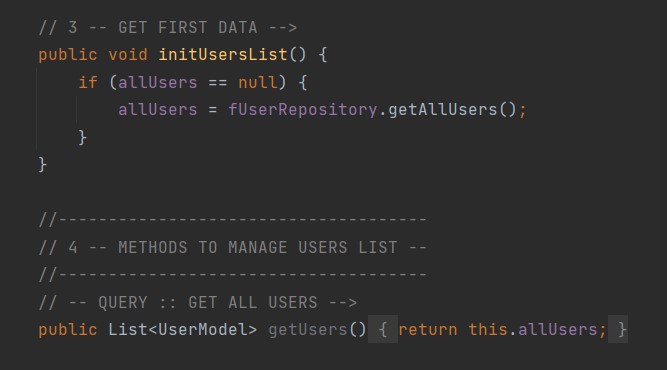 // 3 -- GET FIRST DATA -->
public void initUsersList() {
if (allUsers == null) {
allUsers = fUserRepository.getAllUsers();
}
}
//-------------------------------------
// 4 -- METHODS TO MANAGE USERS LIST --
//-------------------------------------
// -- QUERY :: GET ALL USERS -->
public List<UserModel> getUsers() { return this.allUsers; }